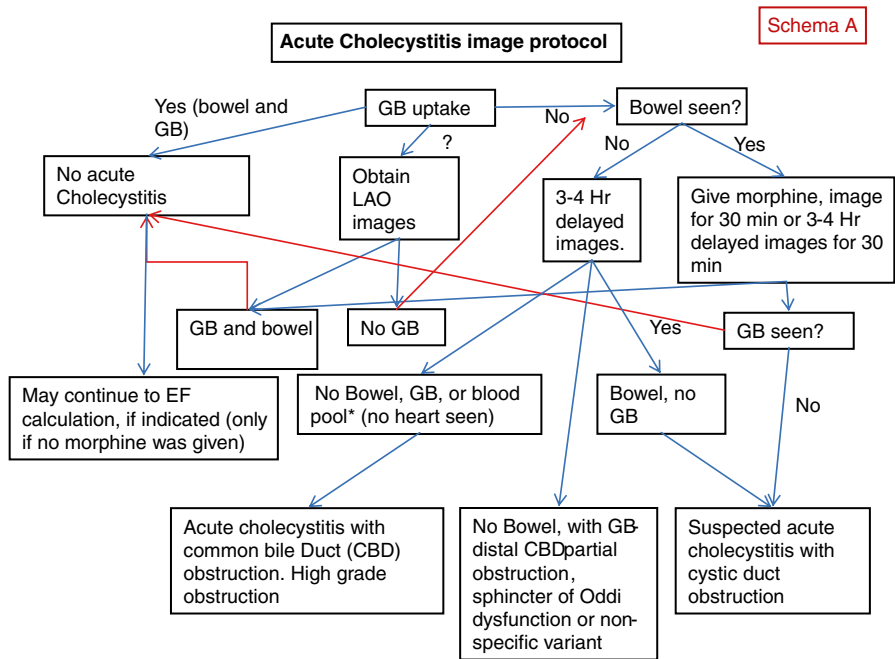 Schema A
Acute Cholecystitis image protocol
Yes (bowel and
GB)
GB uptake
No
Bowel seen?
?
No
Yes
No acute
Cholecystitis
Obtain
LAO
images
3-4 Hr
delayed
images.
Give morphine, image
for 30 min or 3-4 Hr
delayed images for 30
min
GB and bowel
No GB
Yes
GB seen?
May continue to EF
calculation, if indicated (only
if no morphine was given)
No Bowel, GB, or blood
pool* (no heart seen)
Bowel, no
GB
No
Acute cholecystitis with
common bile Duct (CBD)
obstruction. High grade
obstruction
No Bowel, with GB-
distal CBD partial
obstruction,
sphincter of Oddi
dysfunction or non-
specific variant
Suspected acute
cholecystitis with
cystic duct
obstruction